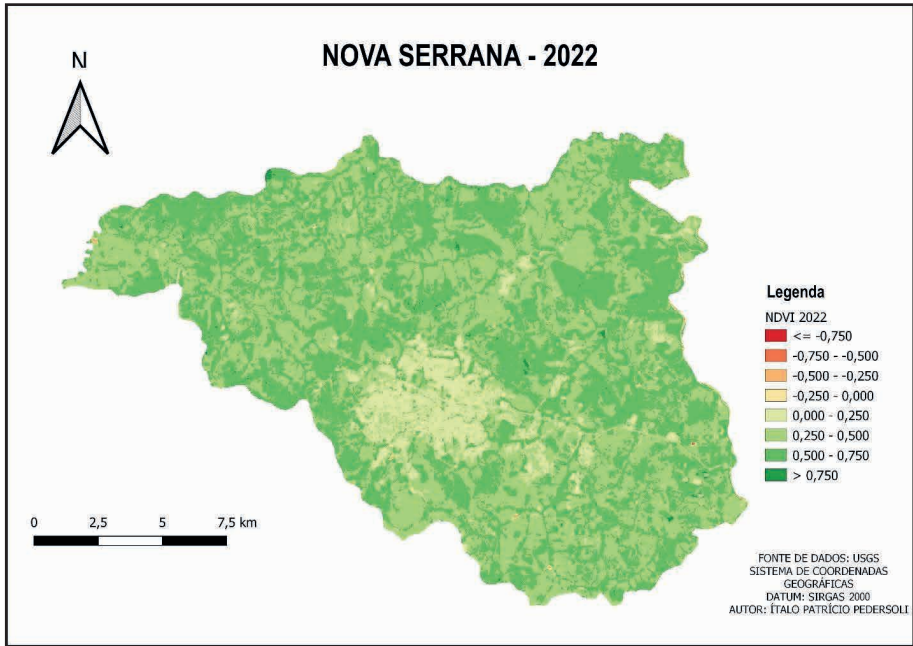 NOVA SERRANA - 2022
N
Legenda
NDVI 2022
<= -0,750
-0,750 - -0,500
-0,500 - -0,250
-0,250 - 0,000
0,000 - 0,250
0,250 - 0,500
0,500 - 0,750
> 0,750
0 2,5 5 7,5 km
FONTE DE DADOS: USGS
SISTEMA DE COORDENADAS
GEOGRÁFICAS
DATUM: SIRGAS 2000
AUTOR: ÍTALO PATRÍCIO PEDERSOLI